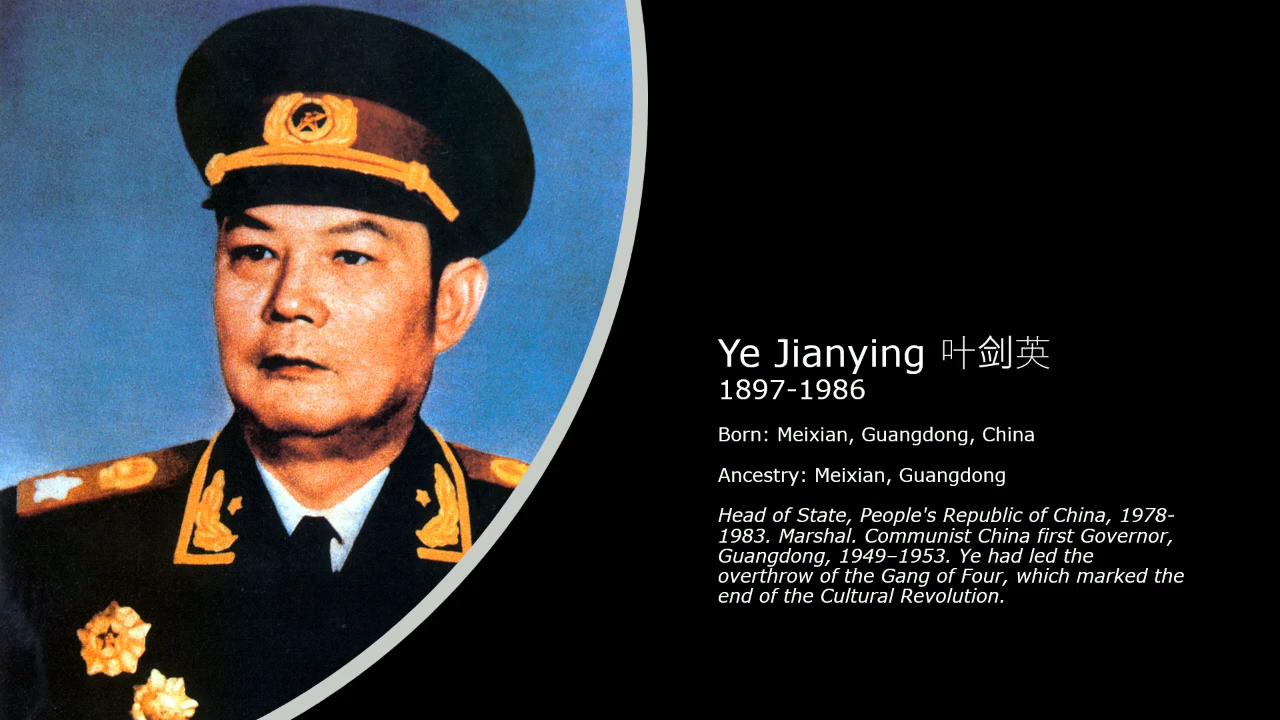 Ye Jianying 叶剑英
1897-1986
Born: Meixian, Guangdong, China
Ancestry: Meixian, Guangdong
Head of State, People's Republic of China, 1978-
1983. Marshal. Communist China first Governor,
Guangdong, 1949–1953. Ye had led the
overthrow of the Gang of Four, which marked the
end of the Cultural Revolution.